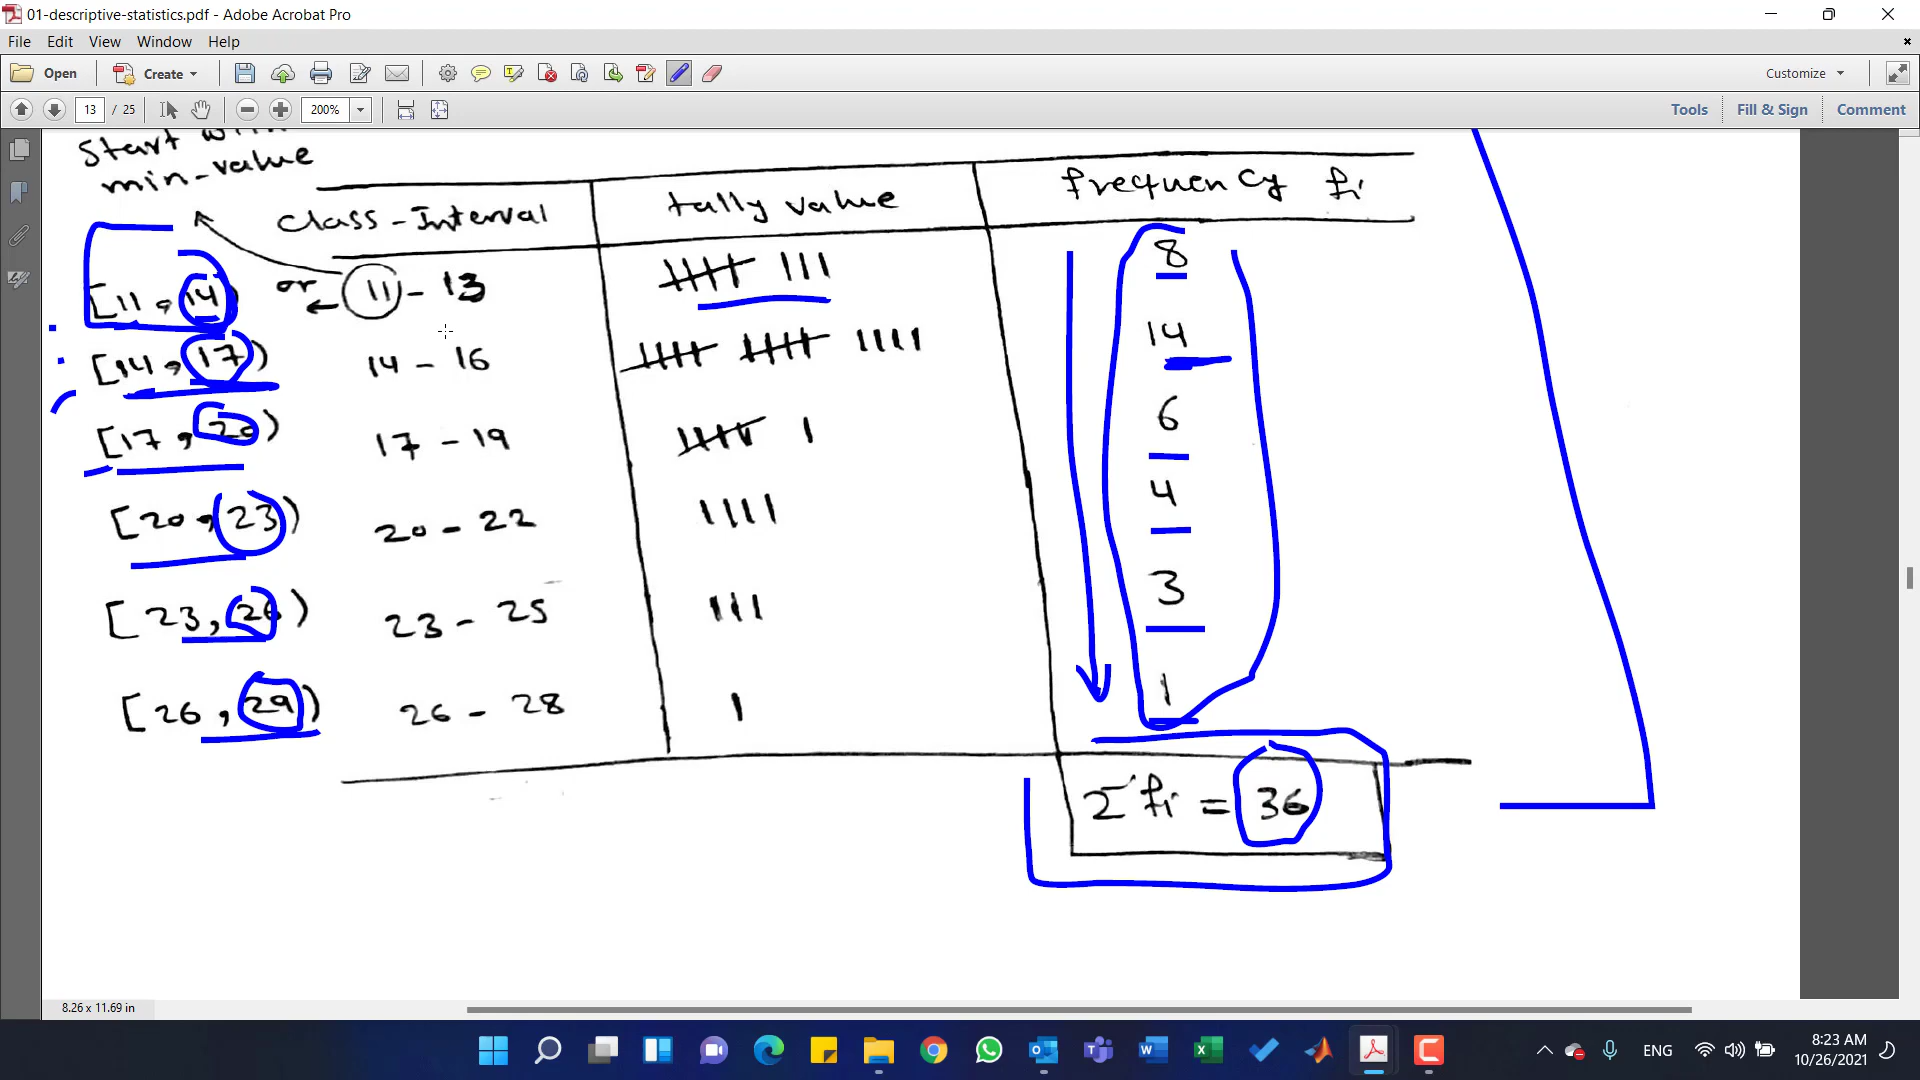 01-descriptive-statistics.pdf - Adobe Acrobat Pro
File Edit View Window Help
Open Create Customize
13 / 25 200% Tools Fill & Sign Comment
Start
min-value
class-Interval tally value frequency fi
[11, 14) or 11 - 13 8
[14, 17) 14 - 16 14
[17, 20) 17 - 19 6
[20, 23) 20 - 22 4
[23, 26) 23 - 25 3
[26, 29) 26 - 28 1
Σ fi = 36
8.26 x 11.69 in
ENG 8:23 AM
10/26/2021